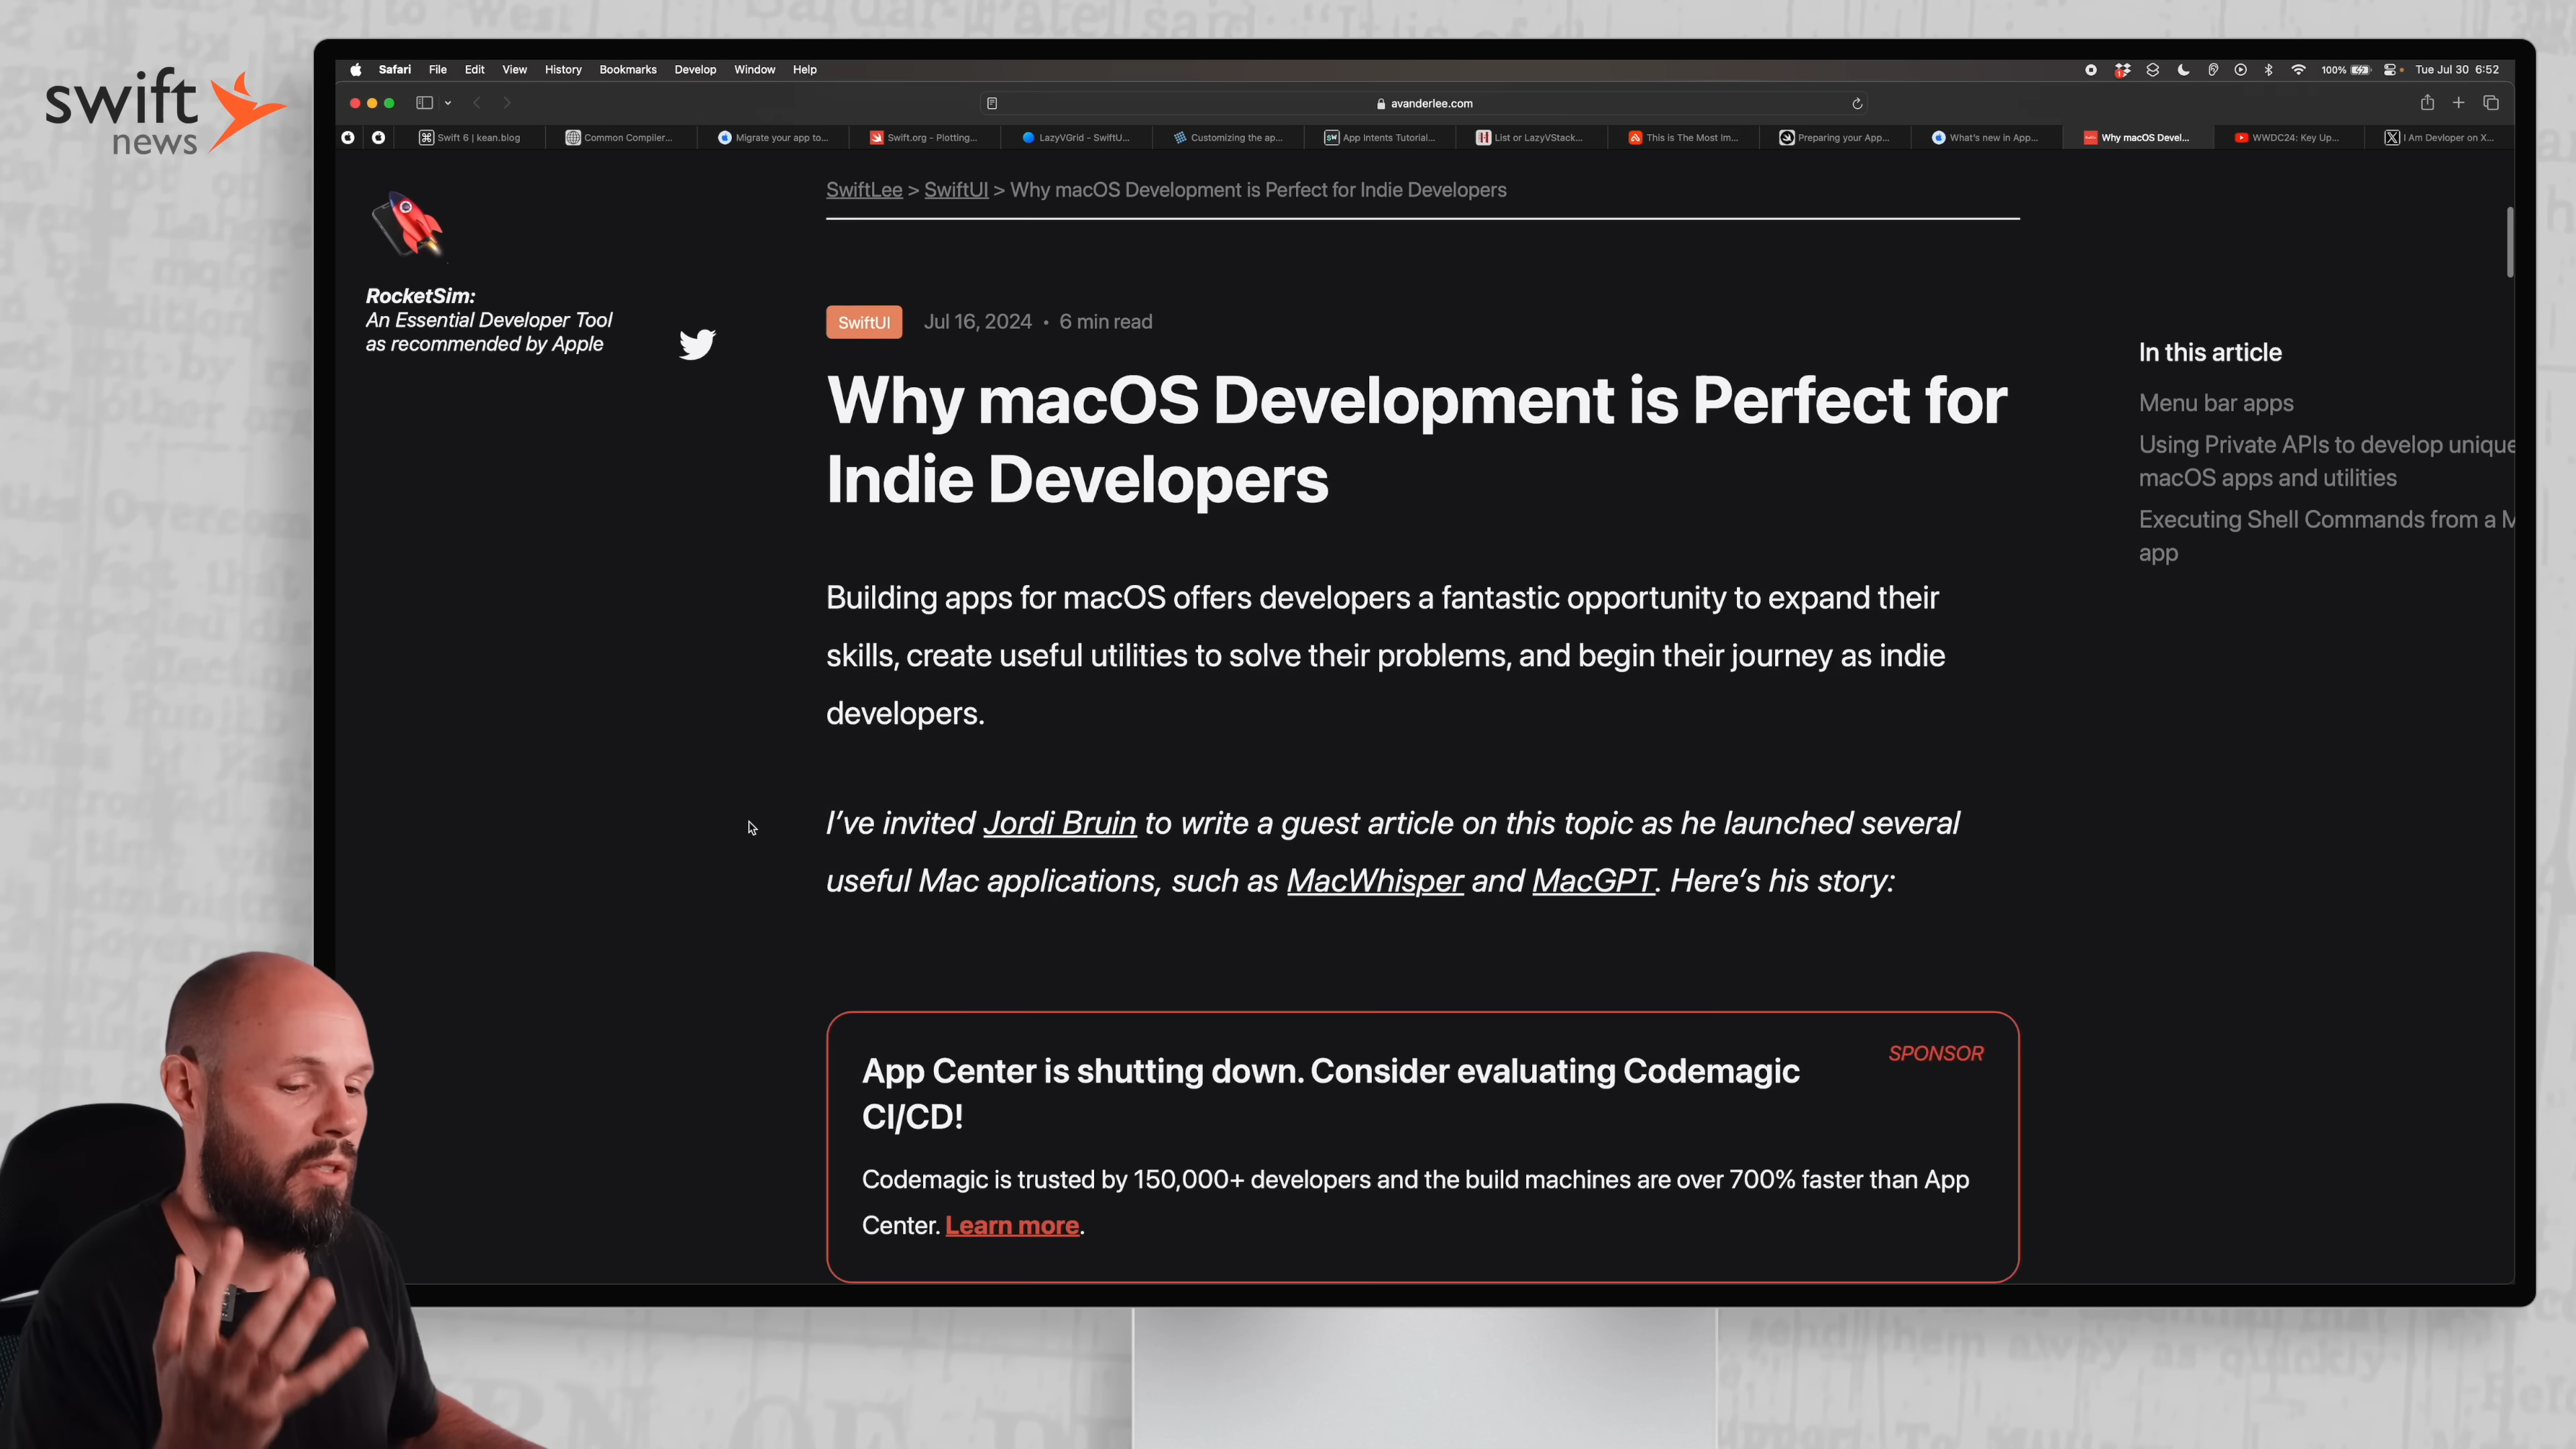 swift
news
Safari File Edit View History Bookmarks Develop Window Help
100% Tue Jul 30 6:52
avanderlee.com
Swift 6 | kean.blog
Common Compiler...
Migrate your app to...
Swift.org - Plotting...
LazyVGrid - SwiftU...
Customizing the ap...
App Intents Tutorial...
List or LazyVStack...
This is The Most Im...
Preparing your App...
What's new in App...
Why macOS Devel...
WWDC24: Key Up...
I Am Devloper on X...
SwiftLee > SwiftUI > Why macOS Development is Perfect for Indie Developers
RocketSim:
An Essential Developer Tool
as recommended by Apple
SwiftUI Jul 16, 2024 • 6 min read
Why macOS Development is Perfect for
Indie Developers
Building apps for macOS offers developers a fantastic opportunity to expand their
skills, create useful utilities to solve their problems, and begin their journey as indie
developers.
I've invited Jordi Bruin to write a guest article on this topic as he launched several
useful Mac applications, such as MacWhisper and MacGPT. Here's his story:
In this article
Menu bar apps
Using Private APIs to develop unique
macOS apps and utilities
Executing Shell Commands from a M
app
SPONSOR
App Center is shutting down. Consider evaluating Codemagic
CI/CD!
Codemagic is trusted by 150,000+ developers and the build machines are over 700% faster than App
Center. Learn more.